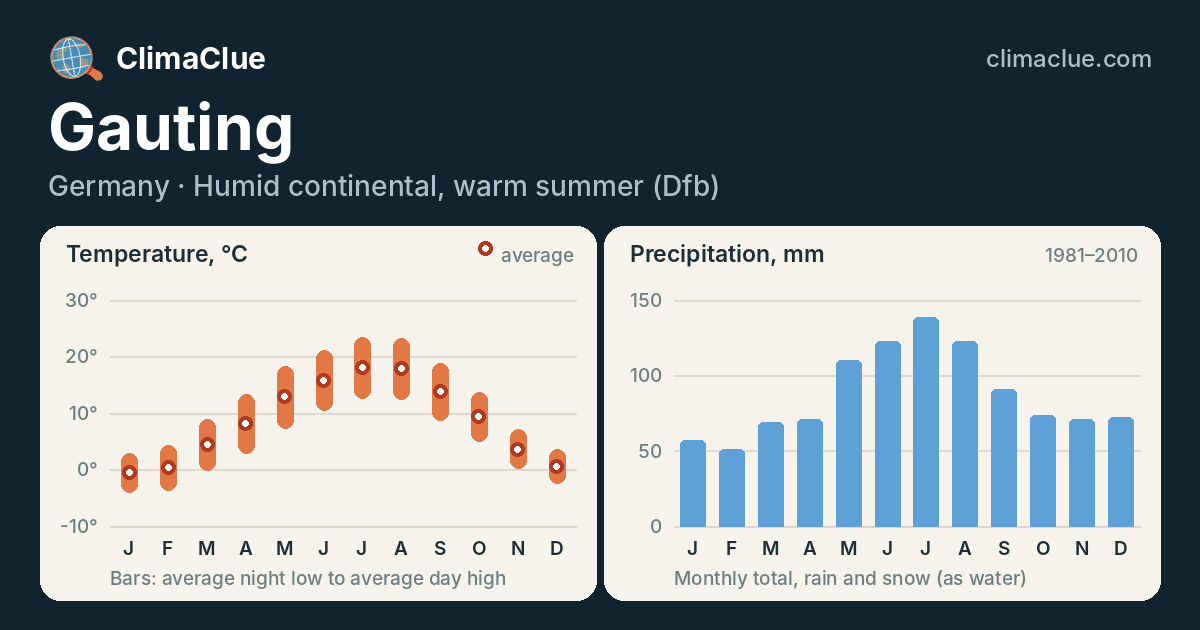 ClimaClue
climaclue.com
Gauting
Germany · Humid continental, warm summer (Dfb)
Temperature, °C
average
30°
20°
10°
0°
-10°
J F M A M J J A S O N D
Bars: average night low to average day high
Precipitation, mm
1981–2010
150
100
50
0
J F M A M J J A S O N D
Monthly total, rain and snow (as water)